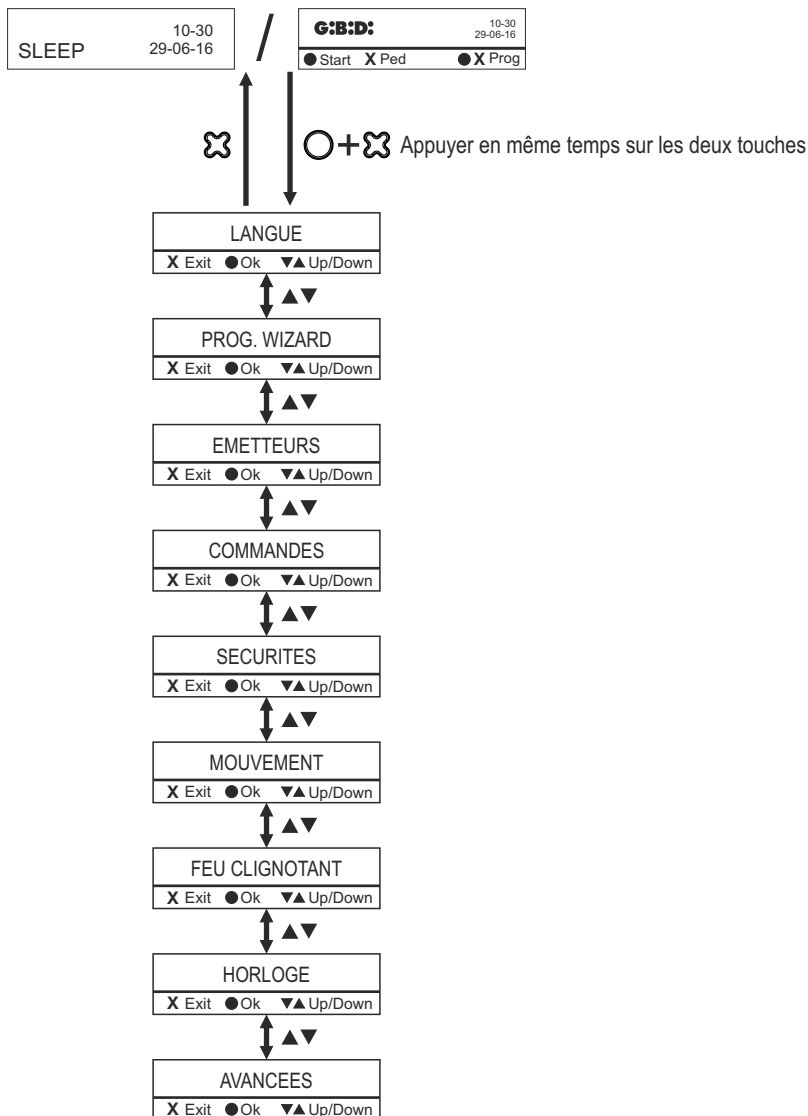 10-30
SLEEP 29-06-16
/
G:B:D: 10-30
29-06-16
● Start X Ped ● X Prog
+ Appuyer en même temps sur les deux touches
LANGUE
X Exit ● Ok ▼▲ Up/Down
▲▼
PROG. WIZARD
X Exit ● Ok ▼▲ Up/Down
▲▼
EMETTEURS
X Exit ● Ok ▼▲ Up/Down
▲▼
COMMANDES
X Exit ● Ok ▼▲ Up/Down
▲▼
SECURITES
X Exit ● Ok ▼▲ Up/Down
▲▼
MOUVEMENT
X Exit ● Ok ▼▲ Up/Down
▲▼
FEU CLIGNOTANT
X Exit ● Ok ▼▲ Up/Down
▲▼
HORLOGE
X Exit ● Ok ▼▲ Up/Down
▲▼
AVANCEES
X Exit ● Ok ▼▲ Up/Down